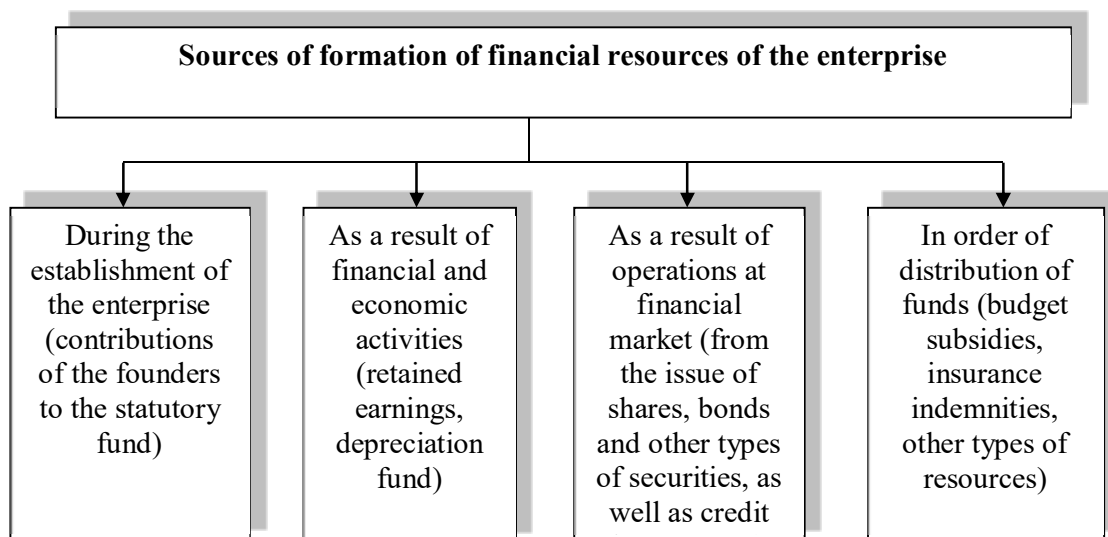 Sources of formation of financial resources of the enterprise
During the
establishment of
the enterprise
(contributions
of the founders
to the statutory
fund)
As a result of
financial and
economic
activities
(retained
earnings,
depreciation
fund)
As a result of
operations at
financial
market (from
the issue of
shares, bonds
and other types
of securities, as
well as credit
In order of
distribution of
funds (budget
subsidies,
insurance
indemnities,
other types of
resources)